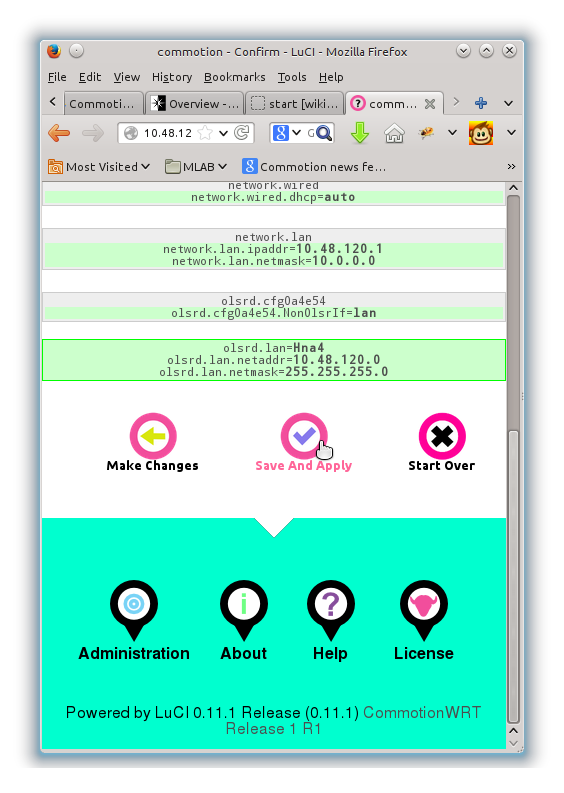 commotion - Confirm - LuCI - Mozilla Firefox
File Edit View History Bookmarks Tools Help
Commoti... Overview -... start [wiki... comm...
10.48.12 8 G
Most Visited MLAB 8 Commotion news fe... »
network.wired
network.wired.dhcp=auto
network.lan
network.lan.ipaddr=10.48.120.1
network.lan.netmask=10.0.0.0
olsrd.cfg0a4e54
olsrd.cfg0a4e54.NonOlsrIf=lan
olsrd.lan=Hna4
olsrd.lan.netaddr=10.48.120.0
olsrd.lan.netmask=255.255.255.0
Make Changes Save And Apply Start Over
Administration About Help License
Powered by LuCI 0.11.1 Release (0.11.1) CommotionWRT
Release 1 R1